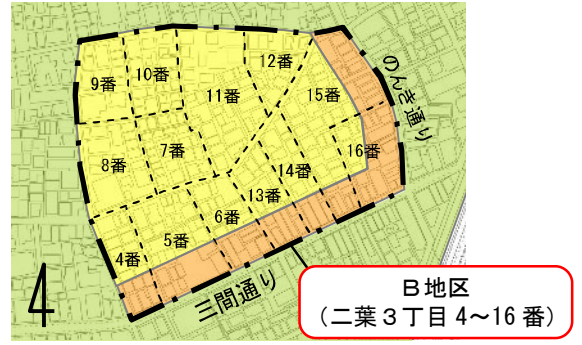 12番
10番
9番
のんき通り
11番
15番
7番
16番
8番
14番
13番
6番
5番
4番
三間通り
4
B地区
(二葉3丁目4~16番)